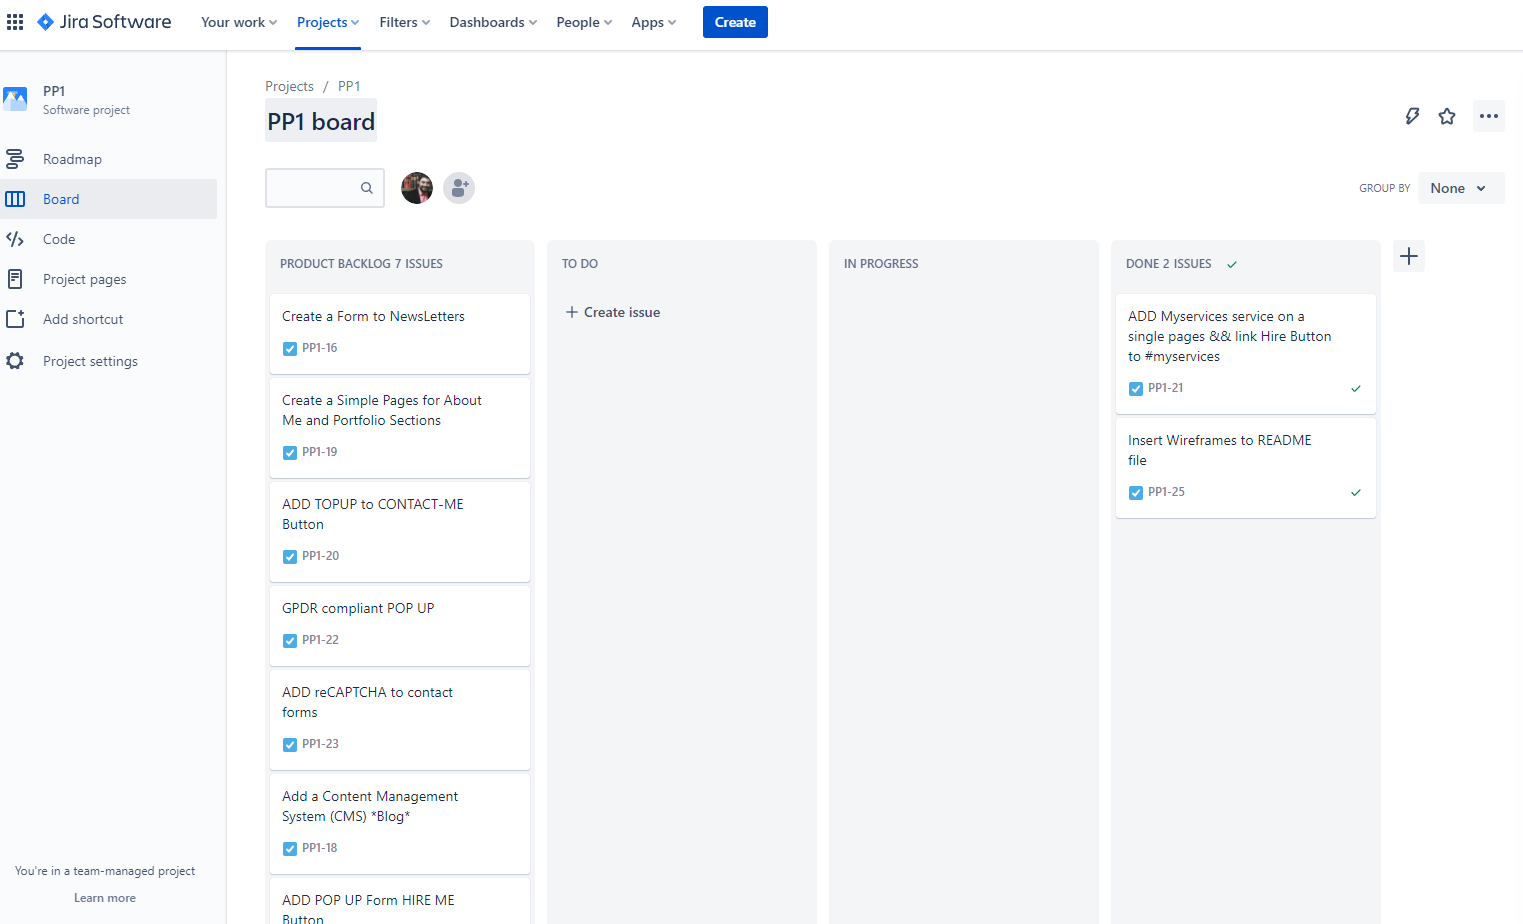 Jira Software
Your work
Projects
Filters
Dashboards
People
Apps
Create
PP1
Software project
Roadmap
Board
Code
Project pages
Add shortcut
Project settings
You're in a team-managed project
Learn more
Projects / PP1
PP1 board
GROUP BY
None
PRODUCT BACKLOG 7 ISSUES
Create a Form to NewsLetters
PP1-16
Create a Simple Pages for About
Me and Portfolio Sections
PP1-19
ADD TOPUP to CONTACT-ME
Button
PP1-20
GPDR compliant POP UP
PP1-22
ADD reCAPTCHA to contact
forms
PP1-23
Add a Content Management
System (CMS) *Blog*
PP1-18
ADD POP UP Form HIRE ME
Button
TO DO
+ Create issue
IN PROGRESS
DONE 2 ISSUES
ADD Myservices service on a
single pages && link Hire Button
to #myservices
PP1-21
Insert Wireframes to README
file
PP1-25